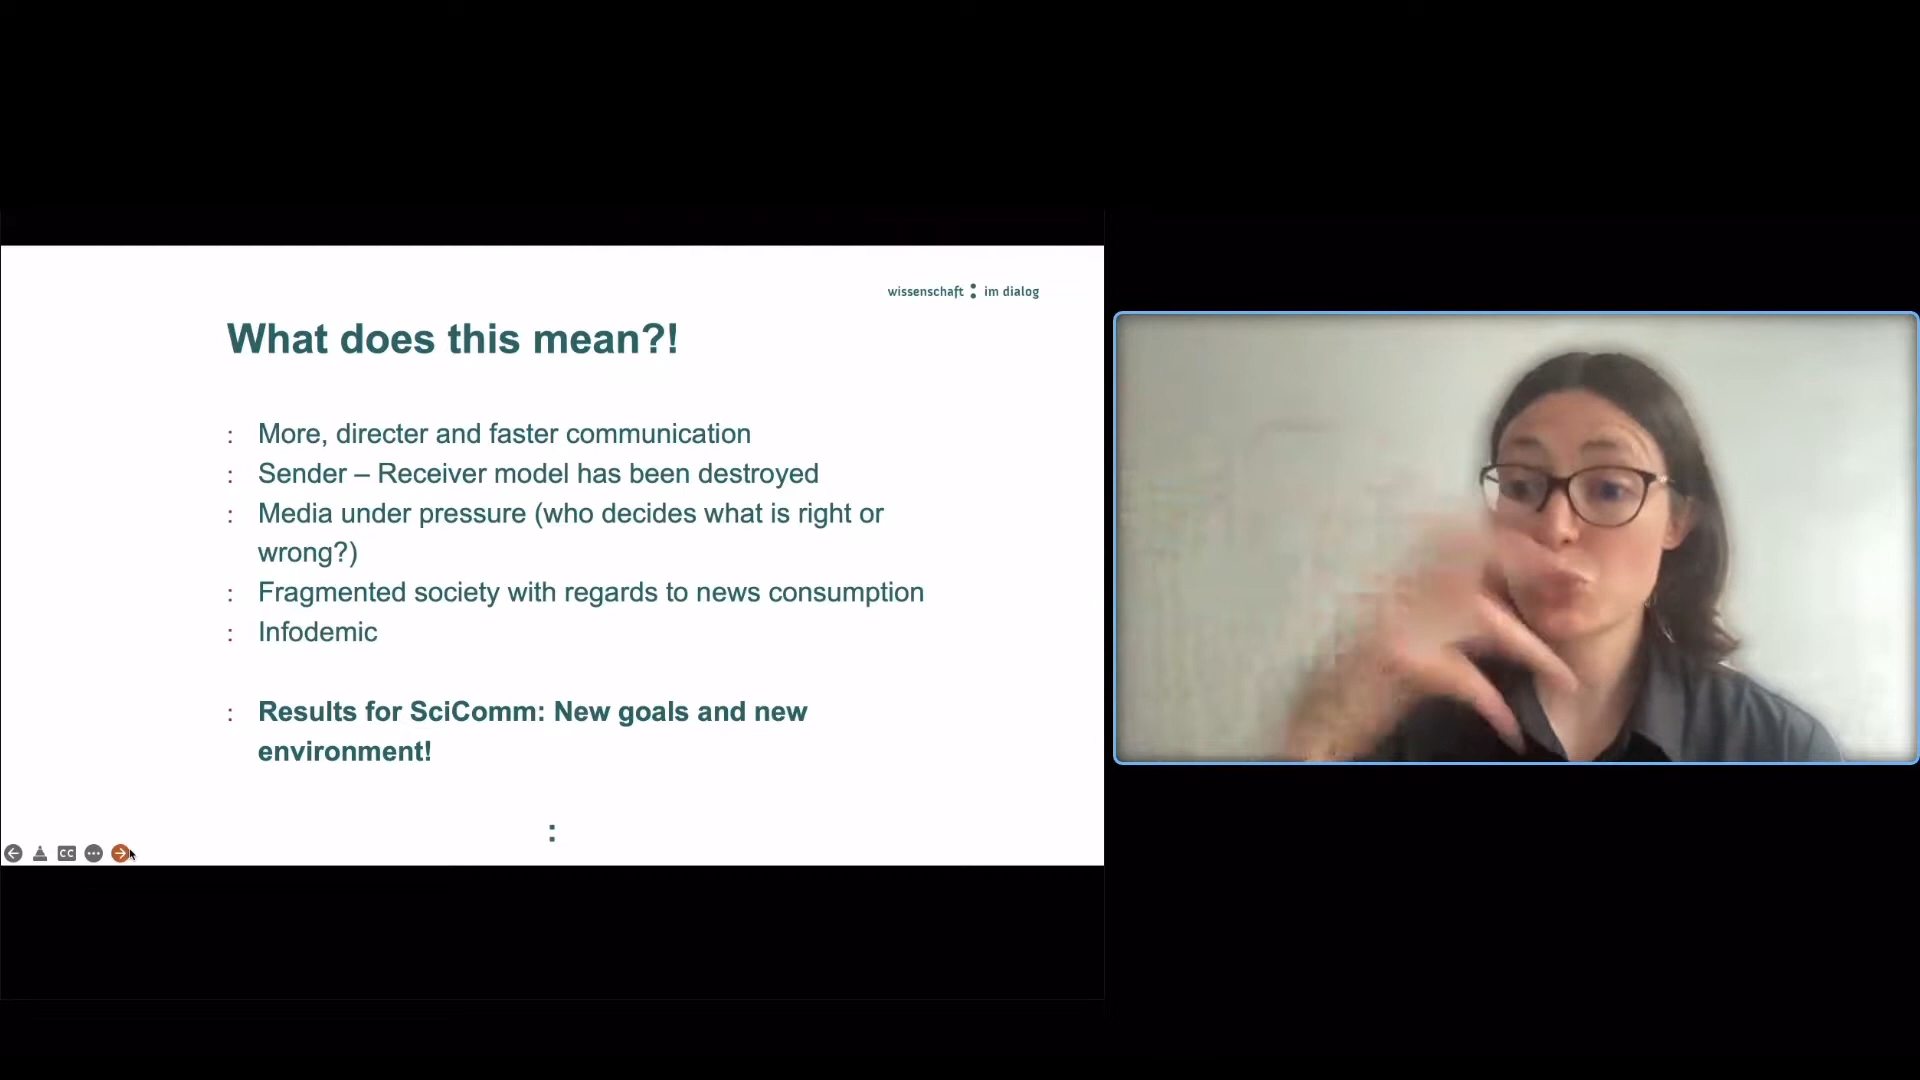 wissenschaft : im dialog
What does this mean?!
: More, directer and faster communication
: Sender – Receiver model has been destroyed
: Media under pressure (who decides what is right or
wrong?)
: Fragmented society with regards to news consumption
: Infodemic
: Results for SciComm: New goals and new
environment!
:
CC